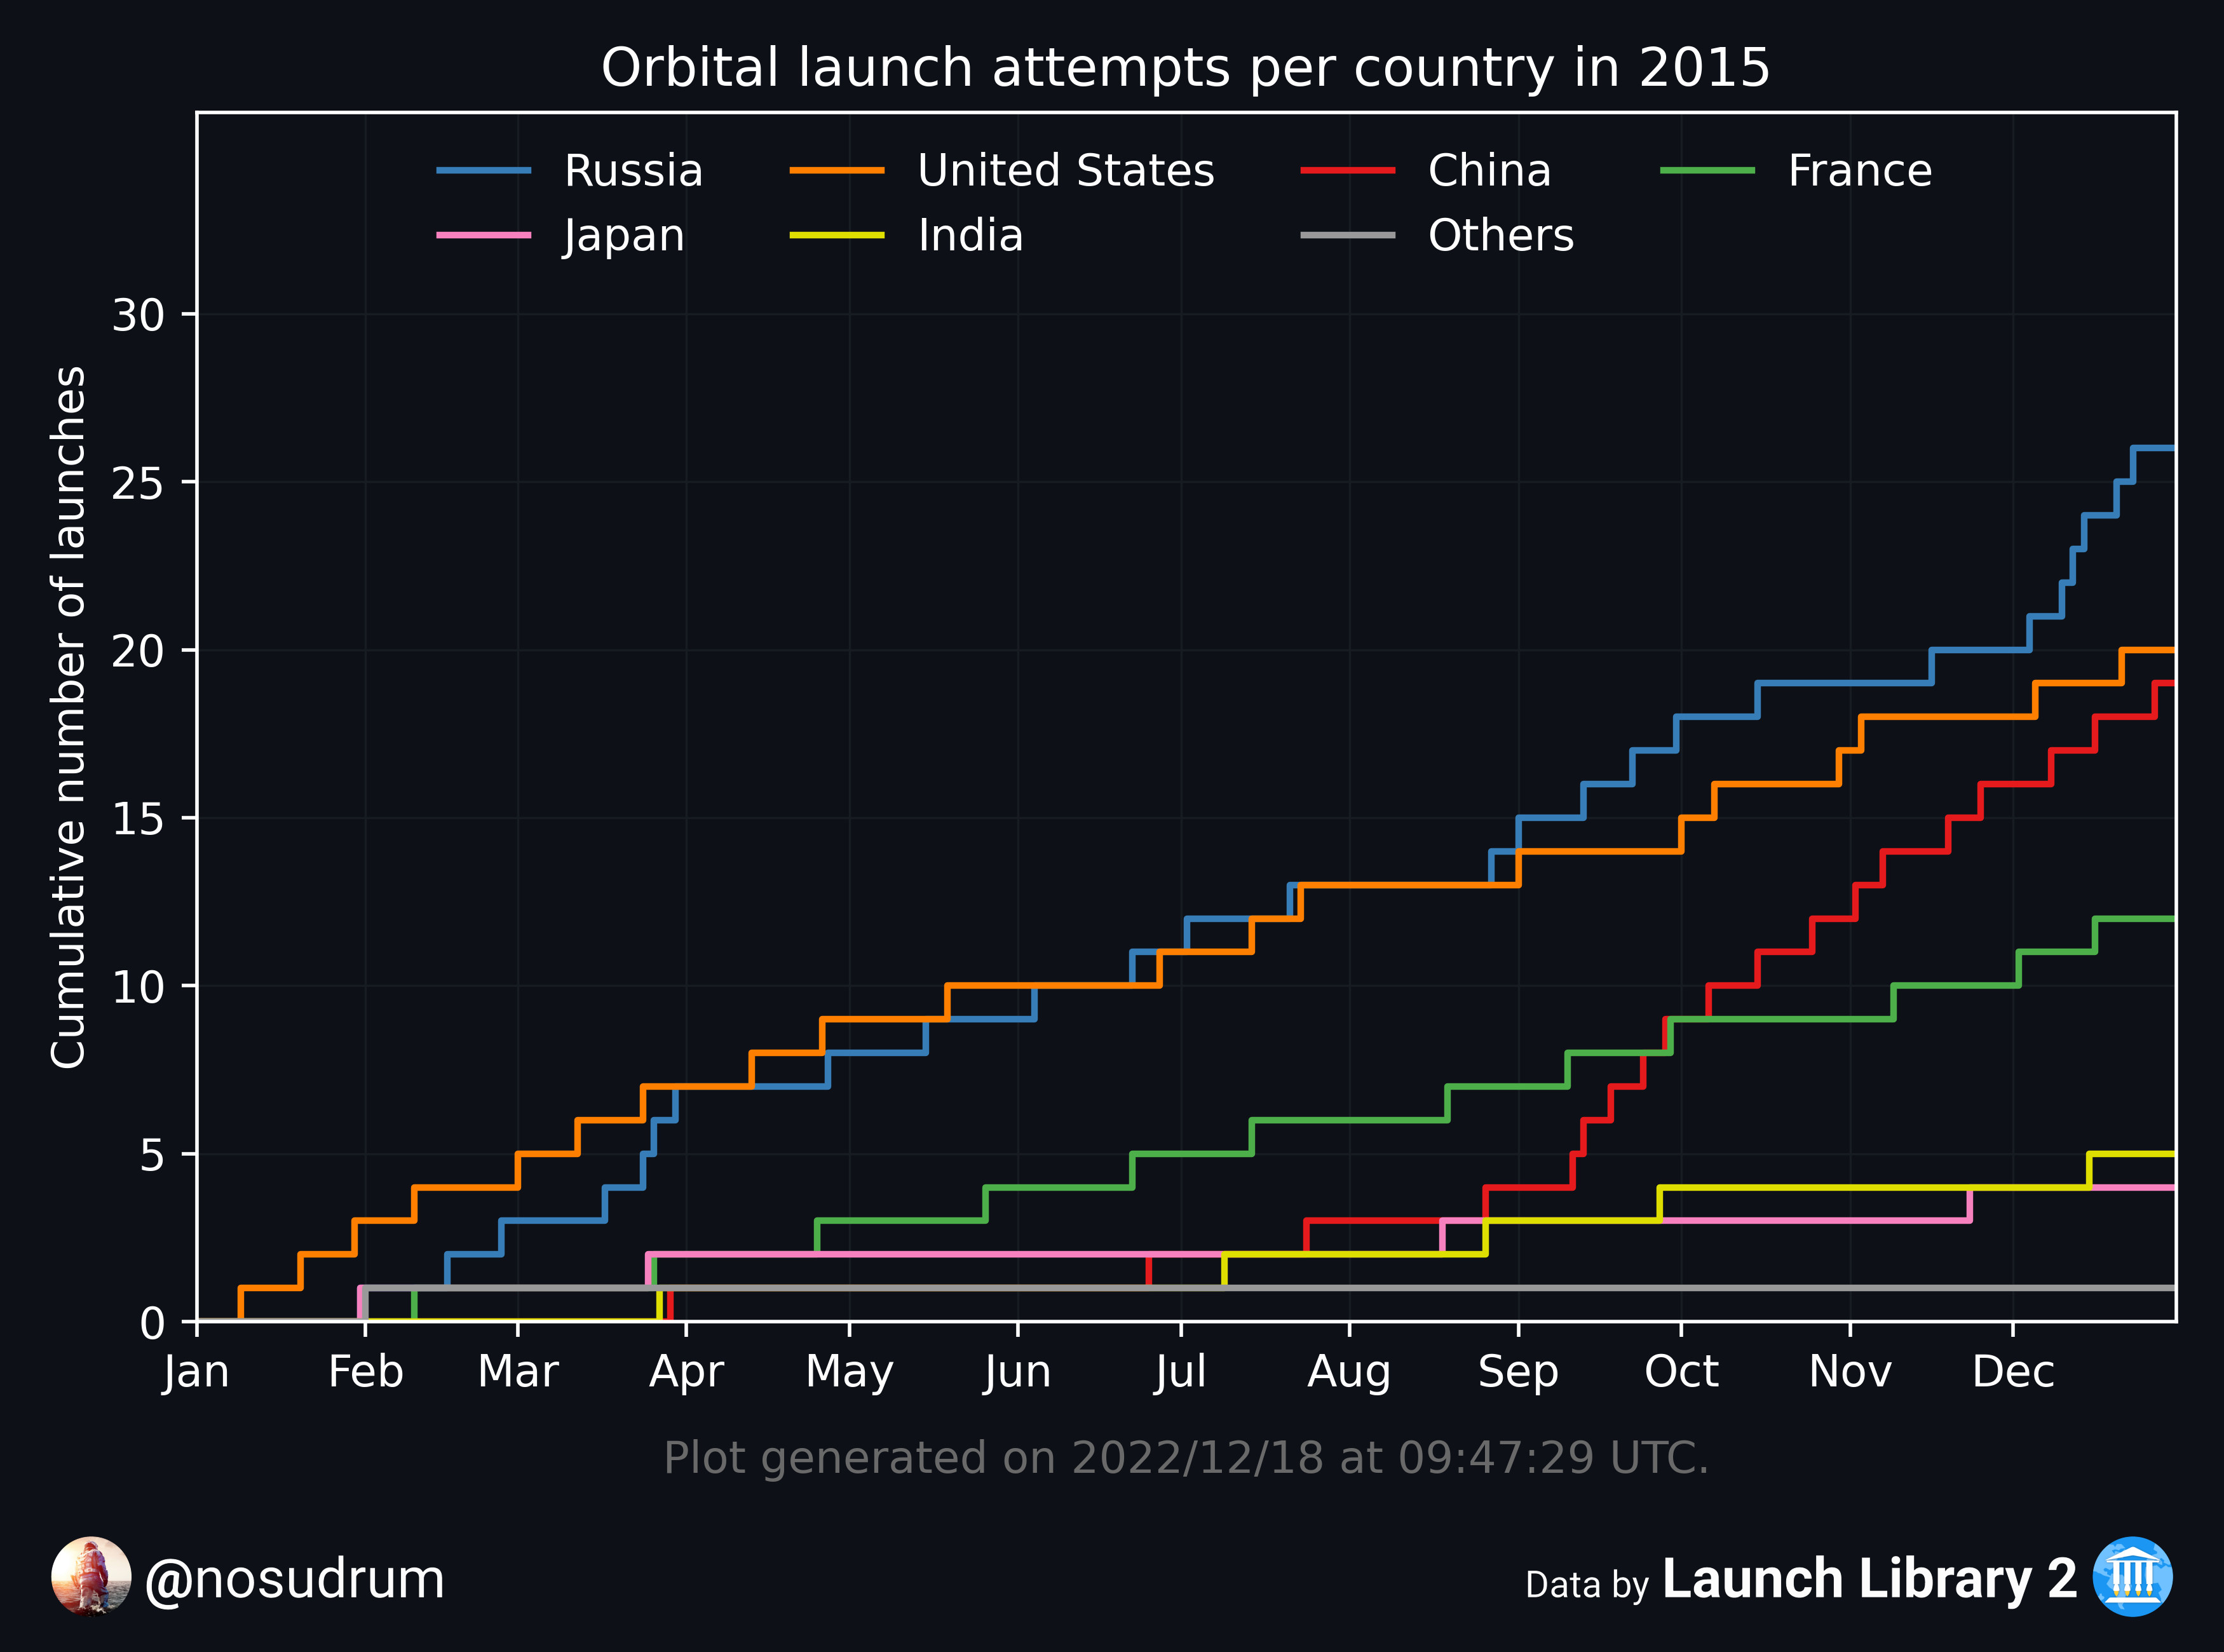 Orbital launch attempts per country in 2015
Russia United States China France
Japan India Others
Cumulative number of launches
30
25
20
15
10
5
0
Jan Feb Mar Apr May Jun Jul Aug Sep Oct Nov Dec
Plot generated on 2022/12/18 at 09:47:29 UTC.
@nosudrum
Data by Launch Library 2